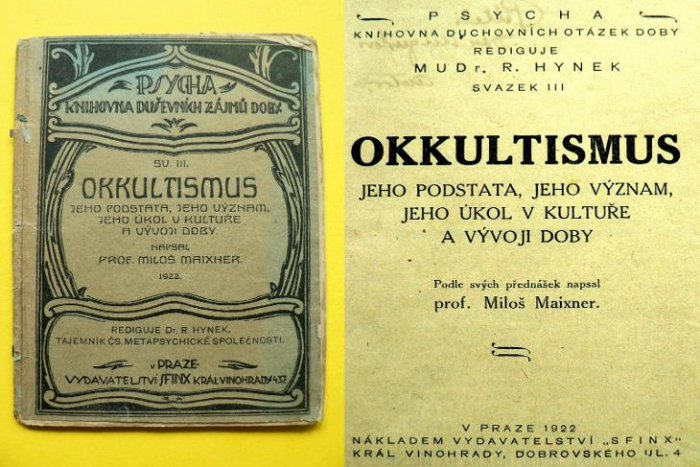 PSYCHA
KNIHOVNA DUŠEVNÍCH ZÁJMŮ DOBY
SV. III.
OKKULTISMUS
JEHO PODSTATA, JEHO VÝZNAM,
JEHO ÚKOL V KULTUŘE
A VÝVOJI DOBY.
NAPSAL
PROF. MILOŠ MAIXNER.
1922.
REDIGUJE Dr. R. HYNEK,
TAJEMNÍK ČS. METAPSYCHICKÉ SPOLEČNOSTI.
V PRAZE
VYDAVATELSTVÍ SFINX KRÁL. VINOHRADY 437.
PSYCHA
KNIHOVNA DUCHOVNÍCH OTÁZEK DOBY
REDIGUJE
MUDr. R. HYNEK
SVAZEK III
OKKULTISMUS
JEHO PODSTATA, JEHO VÝZNAM,
JEHO ÚKOL V KULTUŘE
A VÝVOJI DOBY
Podle svých přednášek napsal
prof. Miloš Maixner.
V PRAZE 1922
NÁKLADEM VYDAVATELSTVÍ „SFINX"
KRÁL. VINOHRADY, DOBROVSKÉHO UL. 4